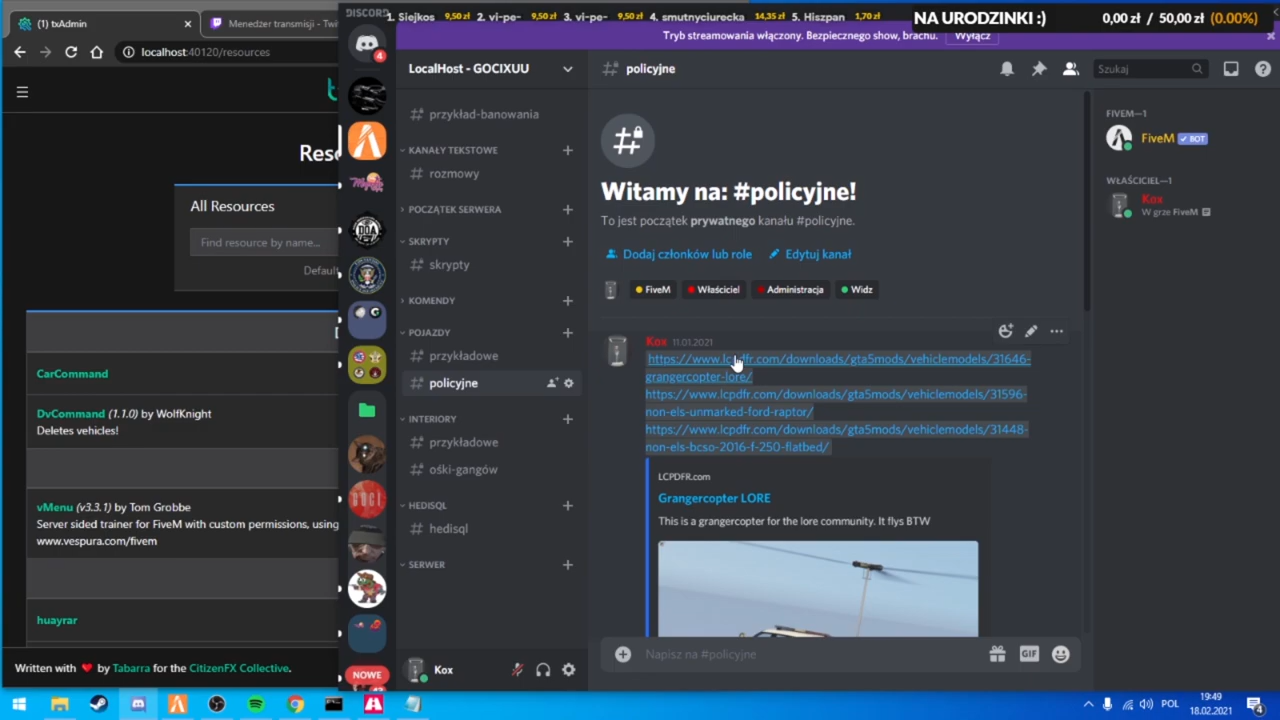 (1) txAdmin
Menedżer transmisji - Twi
localhost:40120/resources
All Resources
Find resource by name...
CarCommand
DvCommand (1.1.0) by WolfKnight
Deletes vehicles!
vMenu (v3.3.1) by Tom Grobbe
Server sided trainer for FiveM with custom permissions, using
www.vespura.com/fivem
huayrar
Written with ❤ by Tabarra for the CitizenFX Collective.
DISCORD
1. Siejkos 9,50 zł 2. vi-pe- 9,50 zł 3. vi-pe- 9,50 zł 4. smutnyciurecka 14,35 zł 5. Hiszpan 1,70 zł
NA URODZINKI :) 0,00 zł / 50,00 zł (0.00%)
Tryb streamowania włączony. Bezpiecznego show, brachu. Wyłącz
4
NOWE
LocalHost - GOCIXUU
przykład-banowania
KANAŁY TEKSTOWE
rozmowy
POCZĄTEK SERWERA
SKRYPTY
skrypty
KOMENDY
POJAZDY
przykładowe
policyjne
INTERIORY
przykładowe
ośki-gangów
HEDISQL
hedisql
SERWER
Kox
policyjne
Szukaj
Witamy na: #policyjne!
To jest początek prywatnego kanału #policyjne.
Dodaj członków lub role Edytuj kanał
FiveM Właściciel Administracja Widz
Kox 11.01.2021
https://www.lcpdfr.com/downloads/gta5mods/vehiclemodels/31646-
grangercopter-lore/
https://www.lcpdfr.com/downloads/gta5mods/vehiclemodels/31596-
non-els-unmarked-ford-raptor/
https://www.lcpdfr.com/downloads/gta5mods/vehiclemodels/31448-
non-els-bcso-2016-f-250-flatbed/
LCPDFR.com
Grangercopter LORE
This is a grangercopter for the lore community. It flys BTW
Napisz na #policyjne
GIF
FIVEM—1
FiveM BOT
WŁAŚCICIEL—1
Kox
W grze FiveM
POL
19:49
18.02.2021
4